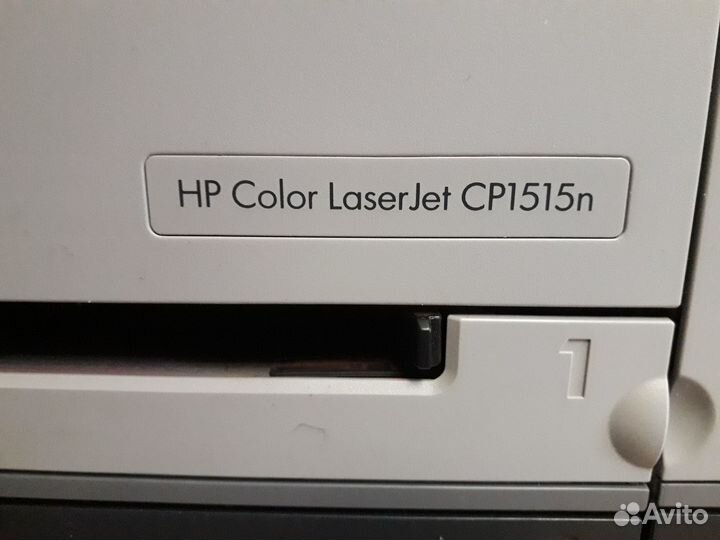 HP Color LaserJet CP1515n
1
Avito